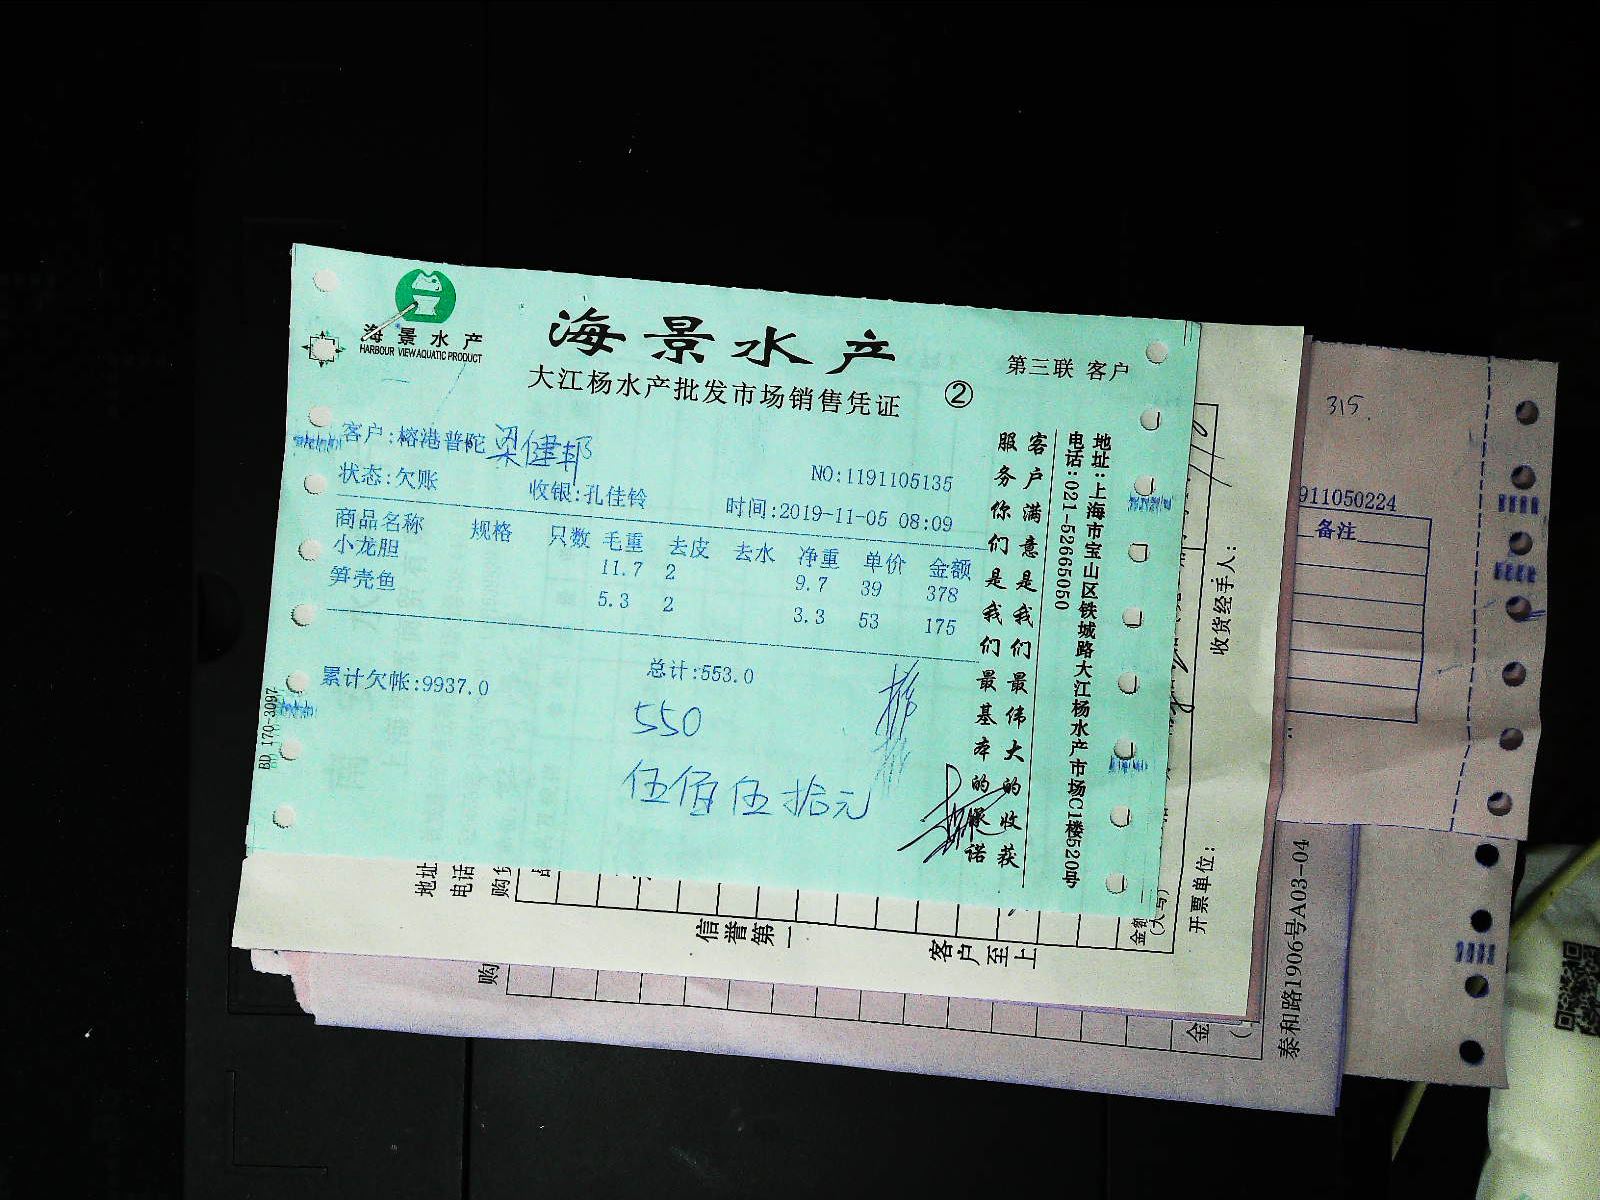 海景水产
HARBOUR VIEW AQUATIC PRODUCT
海景水产
大江杨水产批发市场销售凭证
②
第三联 客户
客户:榕港普陀 梁健邦
NO:1191105135
状态:欠账 收银:孔佳铃 时间:2019-11-05 08:09
商品名称 规格 只数 毛重 去皮 去水 净重 单价 金额
小龙胆 11.7 2 9.7 39 378
笋壳鱼 5.3 2 3.3 53 175
累计欠帐:9937.0 总计:553.0
550
伍佰伍拾元
客户满意是我们最伟大的收获
服务你们是我们最基本的承诺
地址:上海市宝山区铁城路大江杨水产市场C1楼520号
电话:021-52665050
BD 170-3097
315.
911050224
备注
收货经手人:
开票单位:
地址
电话
信誉第一
客户至上
金额
(大写)
购
金
泰和路1906号A03-04